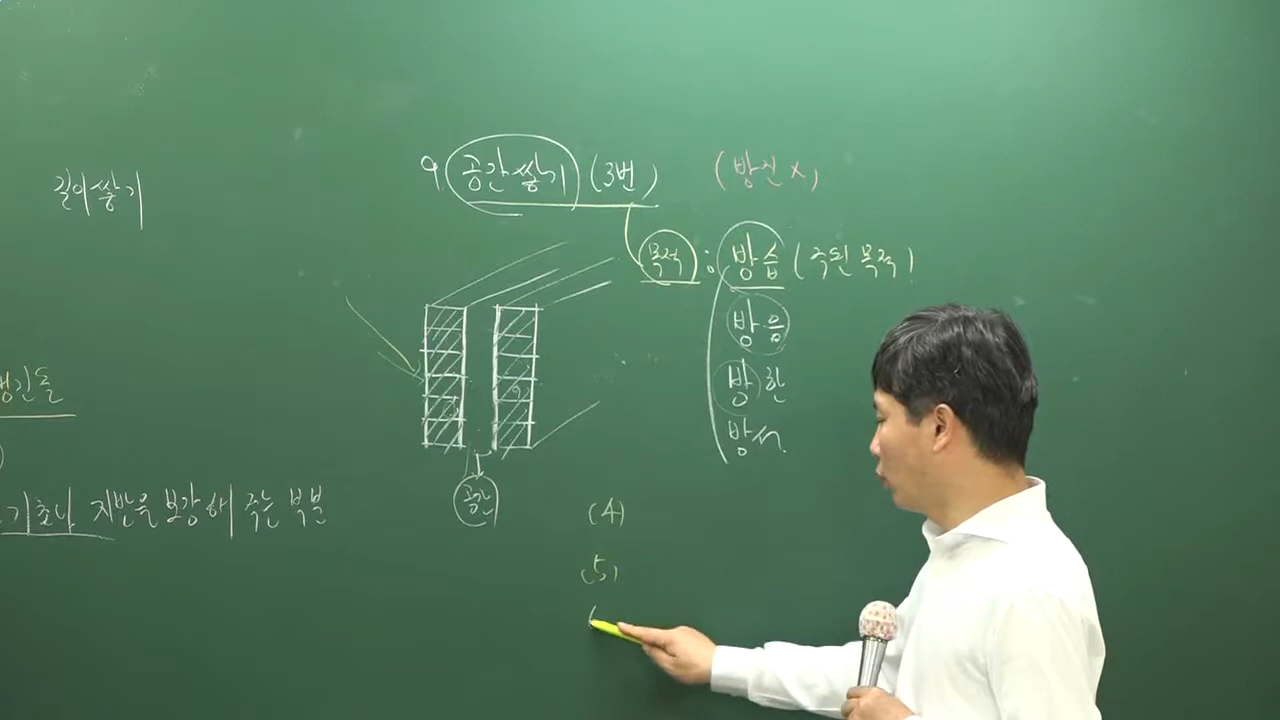 길이쌓기
9. 공간쌓기 (3번)
(방진 x)
목적 : 방습 (주된 목적)
방음
방한
방서
공간
기초나 지반을 보강해 주는 부분
(4)
(5)
(